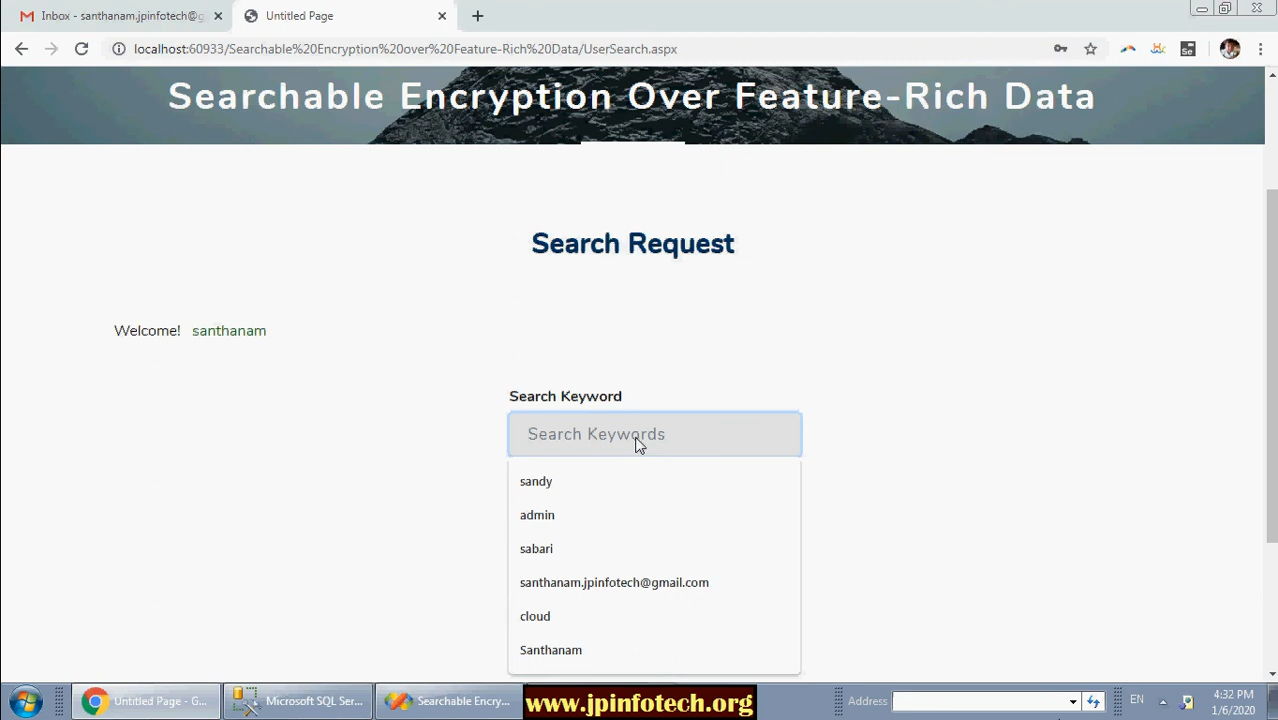 Inbox - santhanam.jpinfotech@g
Untitled Page
localhost:60933/Searchable%20Encryption%20over%20Feature-Rich%20Data/UserSearch.aspx
Se
Searchable Encryption Over Feature-Rich Data
Search Request
Welcome! santhanam
Search Keyword
Search Keywords
sandy
admin
sabari
santhanam.jpinfotech@gmail.com
cloud
Santhanam
Untitled Page - G...
Microsoft SQL Ser...
Searchable Encry...
www.jpinfotech.org
Address
EN
4:32 PM
1/6/2020